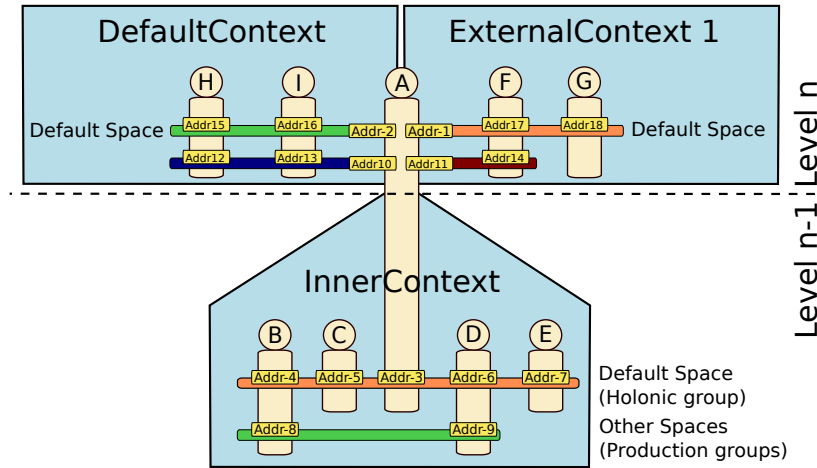 DefaultContext
ExternalContext 1
H I A F G
Default Space Addr15 Addr16 Addr-2 Addr-1 Addr17 Addr18 Default Space
Addr12 Addr13 Addr10 Addr11 Addr14
Level n
Level n-1
InnerContext
B C D E
Addr-4 Addr-5 Addr-3 Addr-6 Addr-7
Default Space
(Holonic group)
Addr-8 Addr-9
Other Spaces
(Production groups)